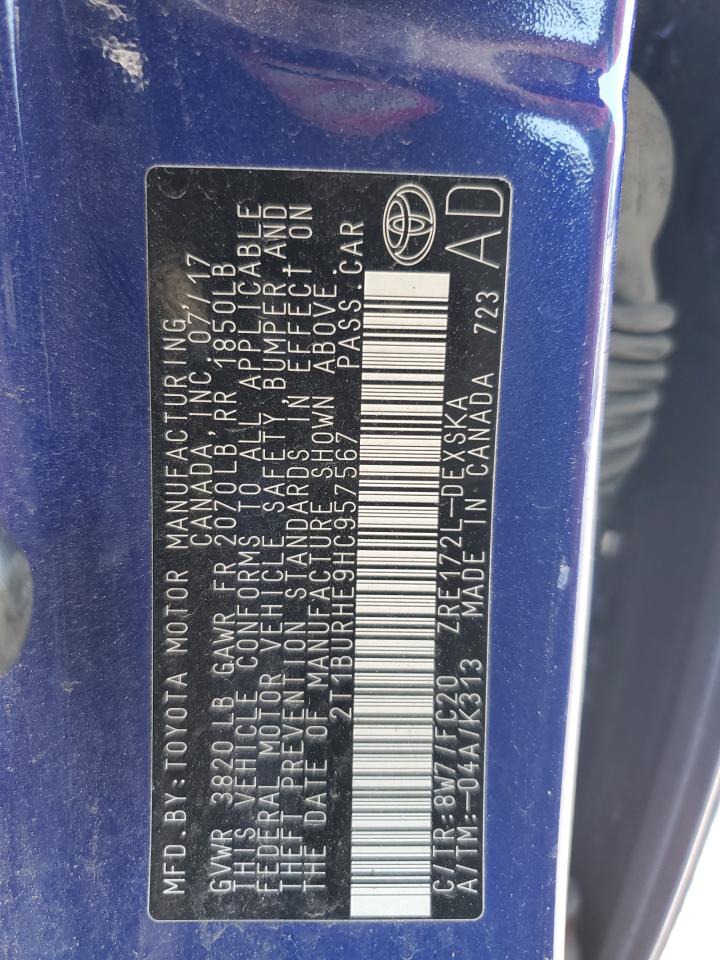 MFD.BY:TOYOTA MOTOR MANUFACTURING,
CANADA, INC 07/17
GVWR 3820LB GAWR FR 2070LB, RR 1850LB
THIS VEHICLE CONFORMS TO ALL APPLICABLE
FEDERAL MOTOR VEHICLE SAFETY BUMPER, AND
THEFT PREVENTION STANDARDS IN EFFECT ON
THE DATE OF MANUFACTURE SHOWN ABOVE.
2T1BURHE9HC957567 PASS.CAR
C/TR:8W7/FC20 ZRE172L-DEXSKA
A/TM:-04A/K313 MADE IN CANADA 723
AD